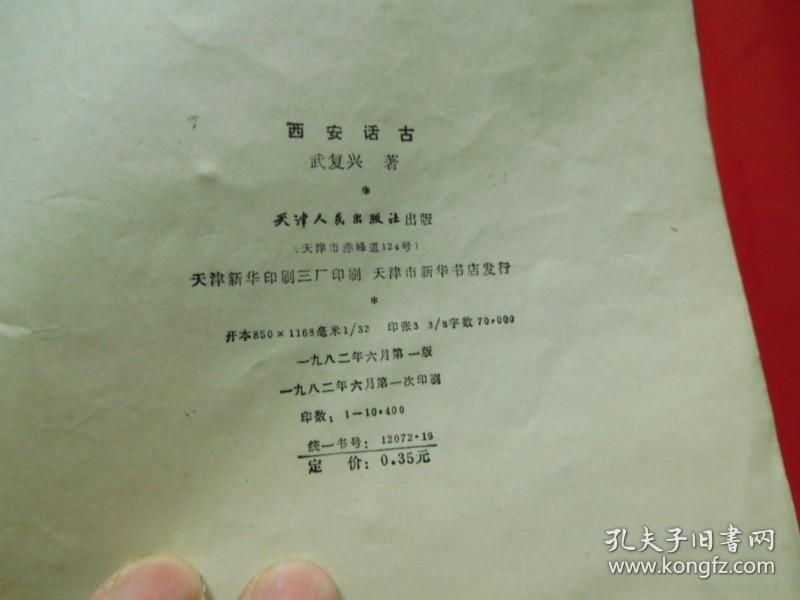 西安话古
武复兴 著
*
天津人民出版社出版
(天津市赤峰道124号)
天津新华印刷三厂印刷 天津市新华书店发行
*
开本850×1168毫米1/32 印张3 3/8字数70,000
一九八二年六月第一版
一九八二年六月第一次印刷
印数：1—10,400
统一书号：12072·19
定 价：0.35元
孔夫子旧书网
www.kongfz.com